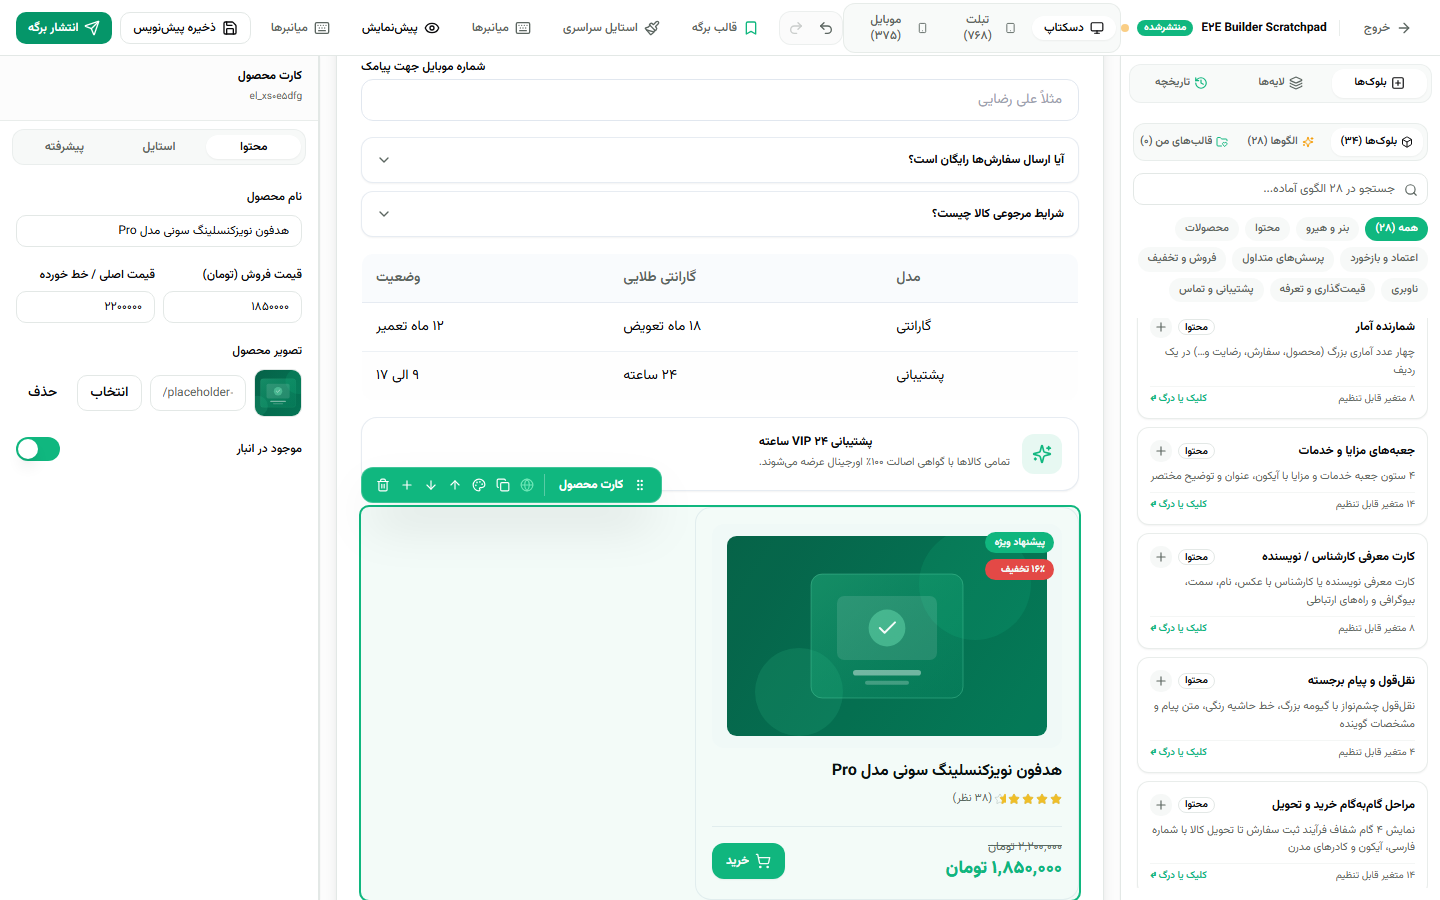 خروج
E2E Builder Scratchpad
منتشرشده
دسکتاپ
تبلت (۷۶۸)
موبایل (۳۷۵)
قالب برگه
استایل سراسری
میانبرها
پیش‌نمایش
میانبرها
ذخیره پیش‌نویس
انتشار برگه
بلوک‌ها
لایه‌ها
تاریخچه
بلوک‌ها (۳۴)
الگوها (۲۸)
قالب‌های من (۰)
جستجو در ۲۸ الگوی آماده...
همه (۲۸)
بنر و هیرو
محتوا
محصولات
اعتماد و بازخورد
پرسش‌های متداول
فروش و تخفیف
ناوبری
قیمت‌گذاری و تعرفه
پشتیبانی و تماس
شمارنده آمار
محتوا
چهار عدد آماری بزرگ (محصول، سفارش، رضایت و...) در یک
ردیف
۸ متغیر قابل تنظیم
کلیک یا درگ
جعبه‌های مزایا و خدمات
محتوا
۴ ستون جعبه خدمات و مزایا با آیکون، عنوان و توضیح مختصر
۱۴ متغیر قابل تنظیم
کلیک یا درگ
کارت معرفی کارشناس / نویسنده
محتوا
کارت معرفی نویسنده یا کارشناس با عکس، نام، سمت،
بیوگرافی و راه‌های ارتباطی
۸ متغیر قابل تنظیم
کلیک یا درگ
نقل‌قول و پیام برجسته
محتوا
نقل‌قول چشم‌نواز با گیومه بزرگ، خط حاشیه رنگی، متن پیام و
مشخصات گوینده
۴ متغیر قابل تنظیم
کلیک یا درگ
مراحل گام‌به‌گام خرید و تحویل
محتوا
نمایش ۴ گام شفاف فرآیند ثبت سفارش تا تحویل کالا با شماره
فارسی، آیکون و کادرهای مدرن
۱۲ متغیر قابل تنظیم
کلیک یا درگ
شماره موبایل جهت پیامک
مثلاً علی رضایی
آیا ارسال سفارش‌ها رایگان است؟
شرایط مرجوعی کالا چیست؟
مدل
گارانتی طلایی
وضعیت
گارانتی
۱۸ ماه تعویض
۱۲ ماه تعمیر
پشتیبانی
۲۴ ساعته
۹ الی ۱۷
پشتیبانی VIP ۲۴ ساعته
تمامی کالاها با گواهی اصالت ۱۰۰٪ اورجینال عرضه می‌شوند.
کارت محصول
پیشنهاد ویژه
۱۶٪ تخفیف
هدفون نویزکنسلینگ سونی مدل Pro
(۳۸ نظر)
۲,۲۰۰,۰۰۰ تومان
۱,۸۵۰,۰۰۰ تومان
خرید
کارت محصول
el_xs0e5dfg
محتوا
استایل
پیشرفته
نام محصول
هدفون نویزکنسلینگ سونی مدل Pro
قیمت فروش (تومان)
قیمت اصلی / خط خورده
۱۸۵۰۰۰۰
۲۲۰۰۰۰۰
تصویر محصول
/placeholder-
انتخاب
حذف
موجود در انبار